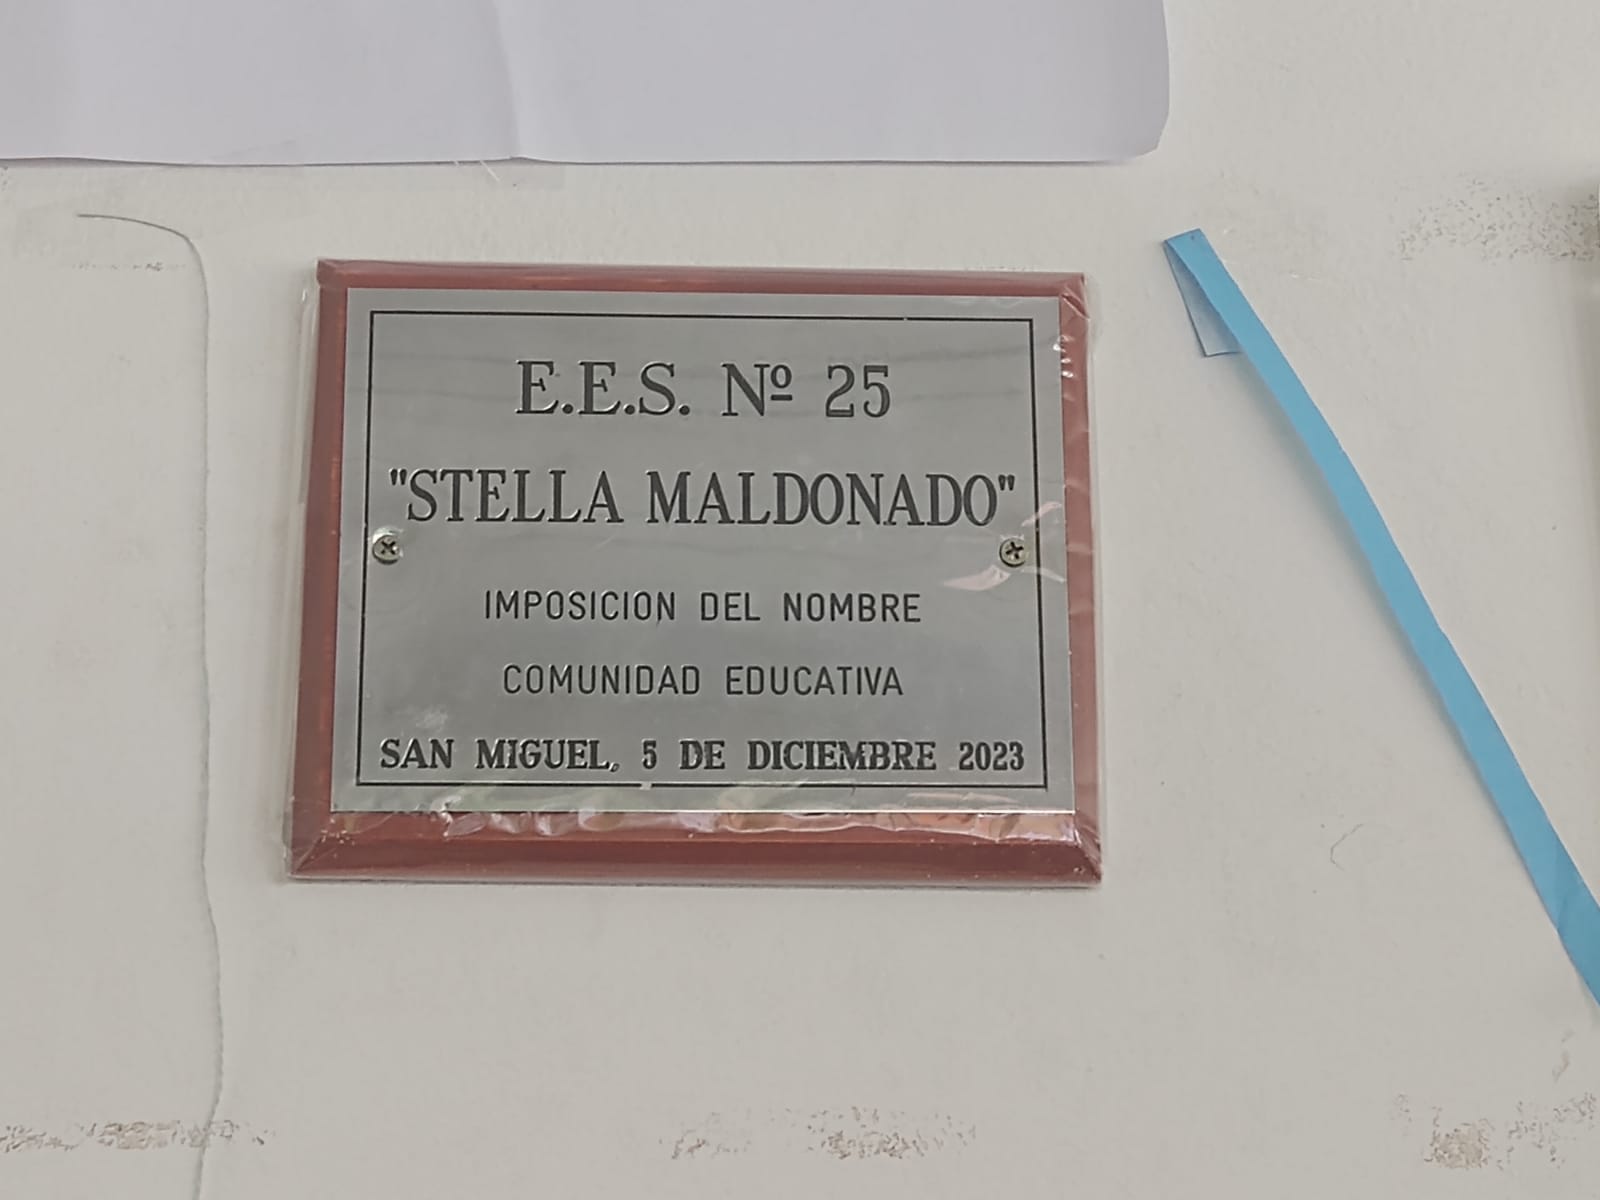 E.E.S. Nº 25
"STELLA MALDONADO"
IMPOSICION DEL NOMBRE
COMUNIDAD EDUCATIVA
SAN MIGUEL, 5 DE DICIEMBRE 2023